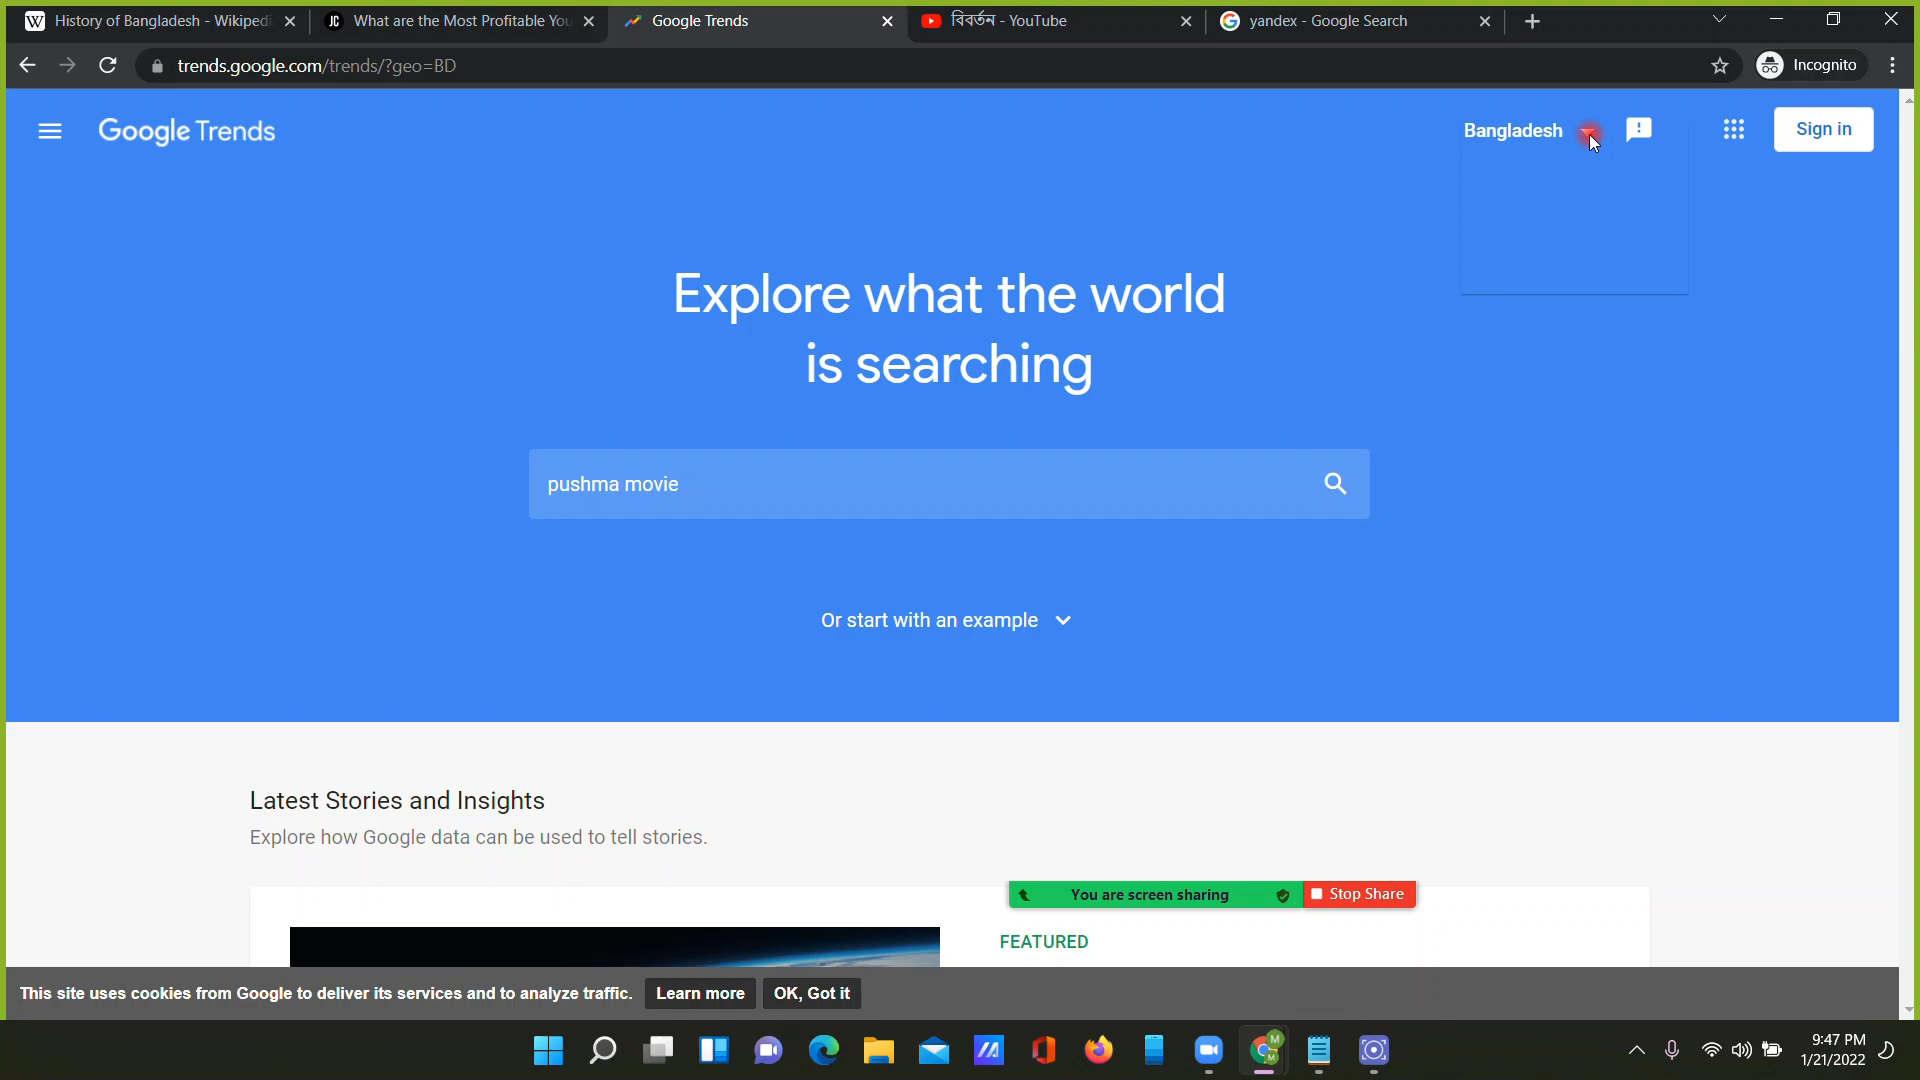 History of Bangladesh - Wikipedi
What are the Most Profitable You
Google Trends
বিবর্তন - YouTube
yandex - Google Search
trends.google.com/trends/?geo=BD
Incognito
Google Trends
Bangladesh
Sign in
Explore what the world
is searching
pushma movie
Or start with an example
Latest Stories and Insights
Explore how Google data can be used to tell stories.
You are screen sharing
Stop Share
FEATURED
This site uses cookies from Google to deliver its services and to analyze traffic.
Learn more
OK, Got it
9:47 PM
1/21/2022